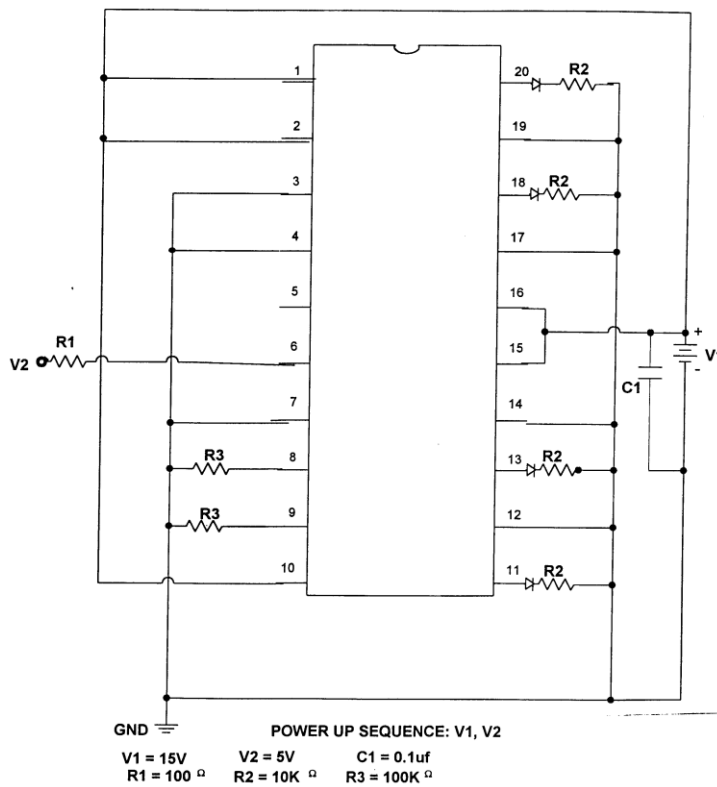 1
20
R2
2
19
3
18
R2
4
17
5
16
R1
V2
6
15
+
V
-
C1
7
14
R3
8
13
R2
R3
9
12
10
11
R2
GND
POWER UP SEQUENCE: V1, V2
V1 = 15V V2 = 5V C1 = 0.1uf
R1 = 100 Ω R2 = 10K Ω R3 = 100K Ω